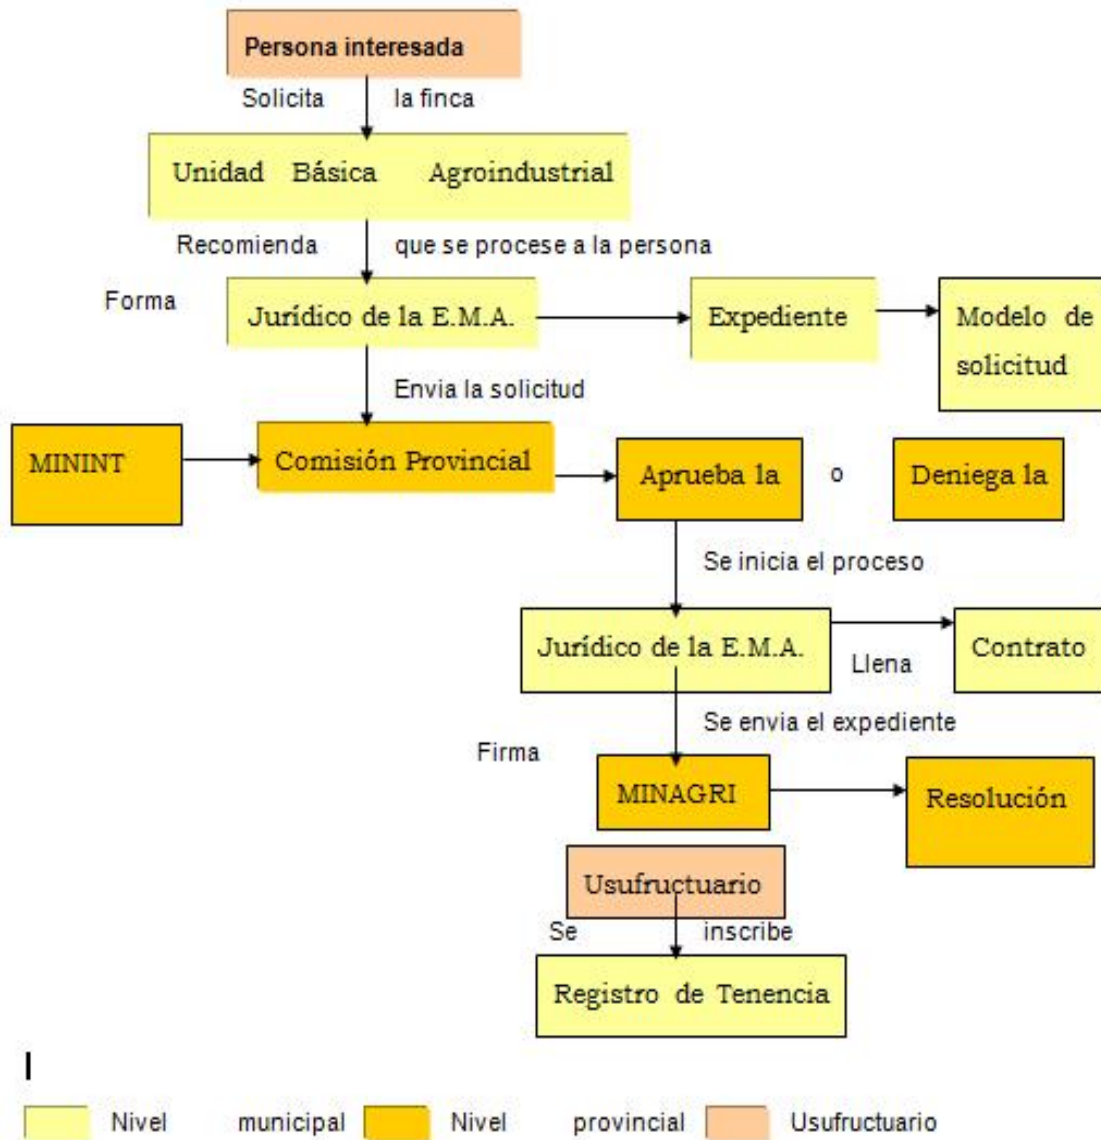 Persona interesada
Solicita la finca
Unidad Básica Agroindustrial
Recomienda que se procese a la persona
Forma
Jurídico de la E.M.A.
Expediente
Modelo de
solicitud
Envia la solicitud
MININT
Comisión Provincial
Aprueba la
o
Deniega la
Se inicia el proceso
Jurídico de la E.M.A.
Llena
Contrato
Se envia el expediente
Firma
MINAGRI
Resolución
Usufructuario
Se inscribe
Registro de Tenencia
Nivel municipal
Nivel provincial
Usufructuario